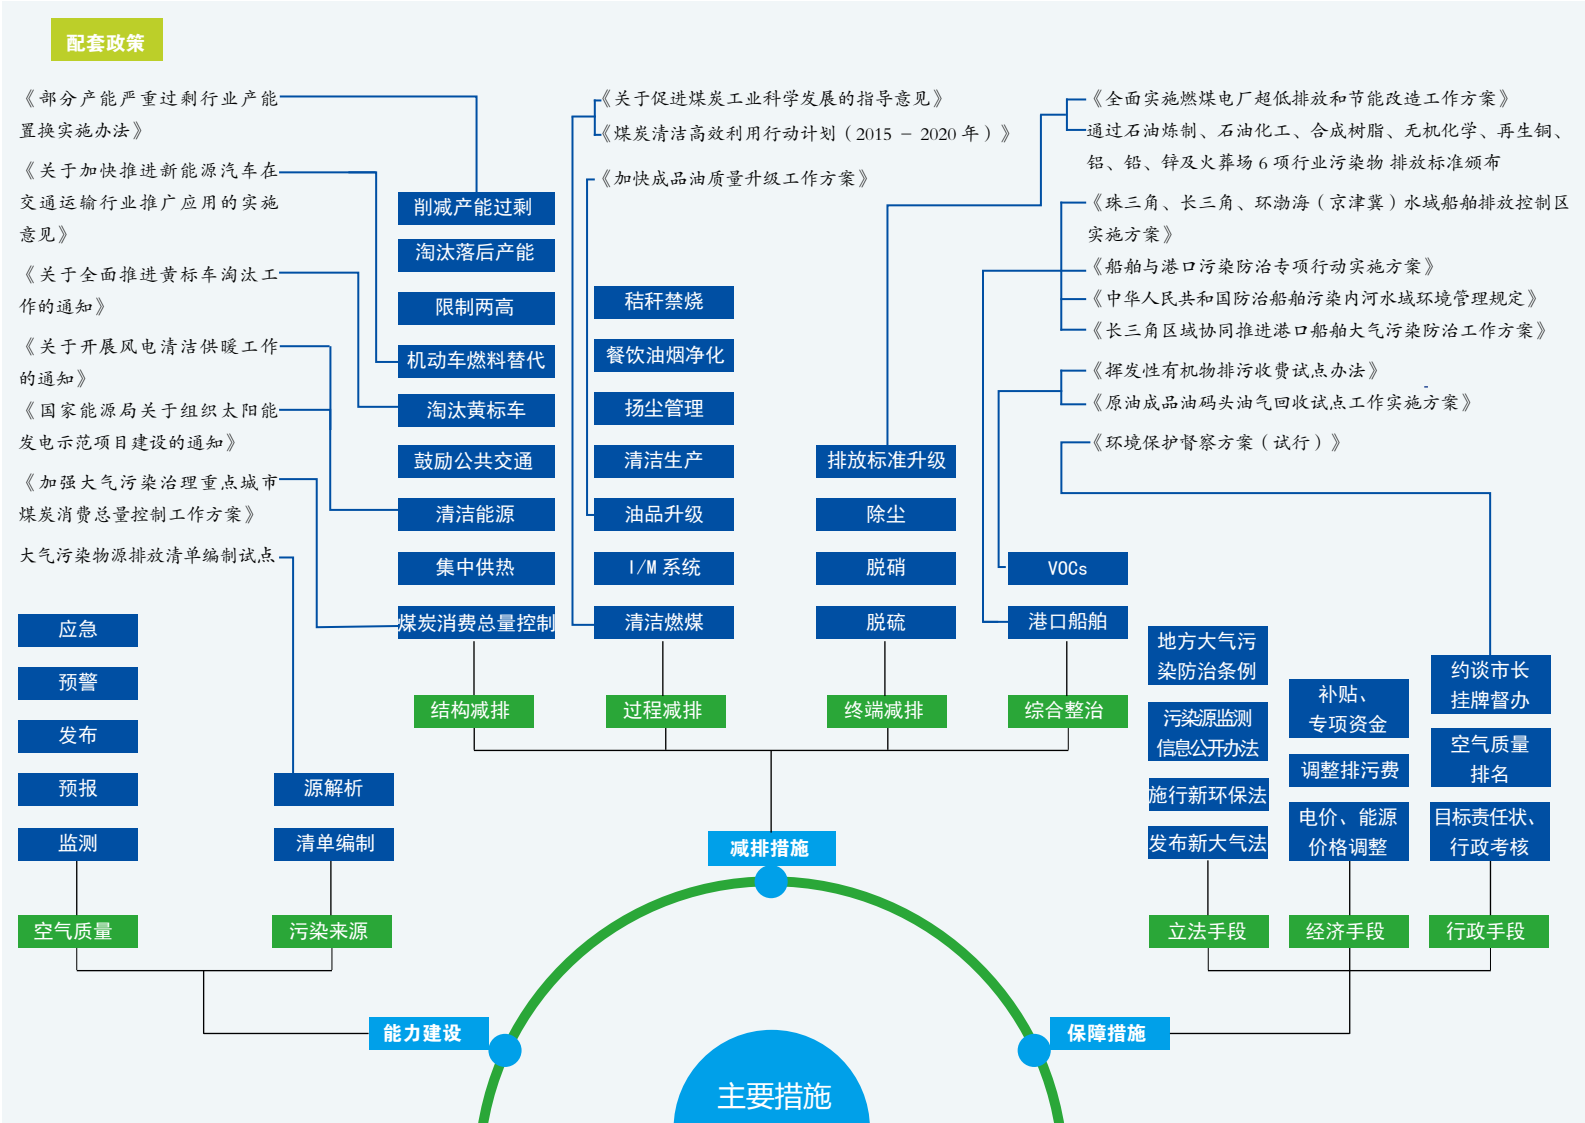 配套政策
《部分产能严重过剩行业产能
置换实施办法》
《关于加快推进新能源汽车在
交通运输行业推广应用的实施
意见》
《关于全面推进黄标车淘汰工
作的通知》
《关于开展风电清洁供暖工作
的通知》
《国家能源局关于组织太阳能
发电示范项目建设的通知》
《加强大气污染治理重点城市
煤炭消费总量控制工作方案》
大气污染物源排放清单编制试点
《关于促进煤炭工业科学发展的指导意见》
《煤炭清洁高效利用行动计划（2015 － 2020 年）》
《加快成品油质量升级工作方案》
《全面实施燃煤电厂超低排放和节能改造工作方案》
通过石油炼制、石油化工、合成树脂、无机化学、再生铜、
铝、铅、锌及火葬场 6 项行业污染物 排放标准颁布
《珠三角、长三角、环渤海（京津冀）水域船舶排放控制区
实施方案》
《船舶与港口污染防治专项行动实施方案》
《中华人民共和国防治船舶污染内河水域环境管理规定》
《长三角区域协同推进港口船舶大气污染防治工作方案》
《挥发性有机物排污收费试点办法》
《原油成品油码头油气回收试点工作实施方案》
《环境保护督察方案（试行）》
削减产能过剩
淘汰落后产能
限制两高
机动车燃料替代
淘汰黄标车
鼓励公共交通
清洁能源
集中供热
煤炭消费总量控制
结构减排
秸秆禁烧
餐饮油烟净化
扬尘管理
清洁生产
油品升级
I/M 系统
清洁燃煤
过程减排
排放标准升级
除尘
脱硝
脱硫
终端减排
VOCs
港口船舶
综合整治
应急
预警
发布
预报
监测
空气质量
源解析
清单编制
污染来源
地方大气污
染防治条例
污染源监测
信息公开办法
施行新环保法
发布新大气法
立法手段
补贴、
专项资金
调整排污费
电价、能源
价格调整
经济手段
约谈市长
挂牌督办
空气质量
排名
目标责任状、
行政考核
行政手段
减排措施
能力建设
保障措施
主要措施